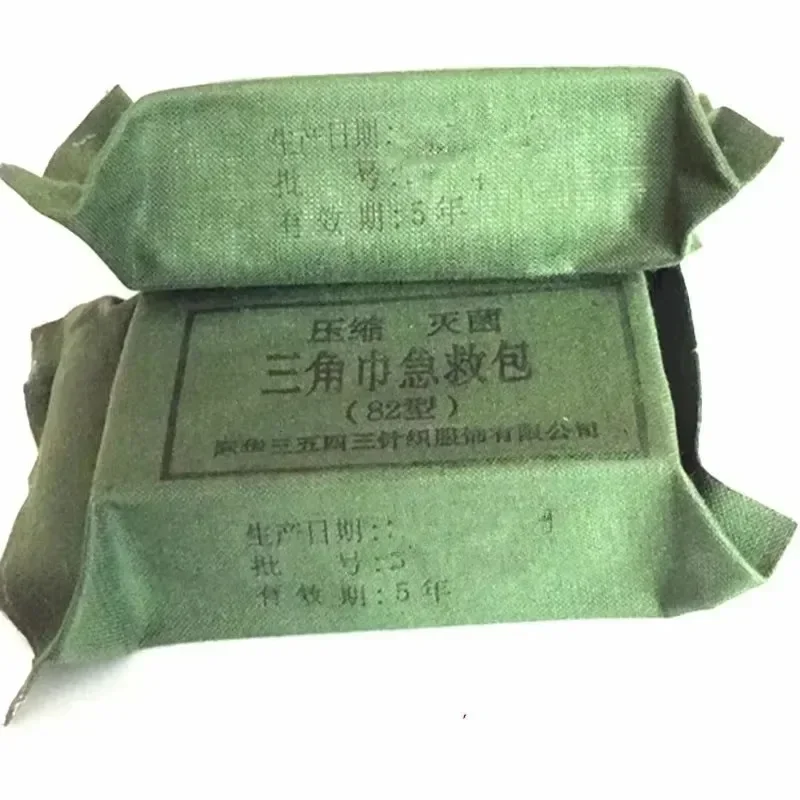 生产日期:
批 号:
有效期:5年
压缩 灭菌
三角巾急救包
(82型)
三五四三针织服饰有限公司
生产日期:
批 号:
有效期:5年